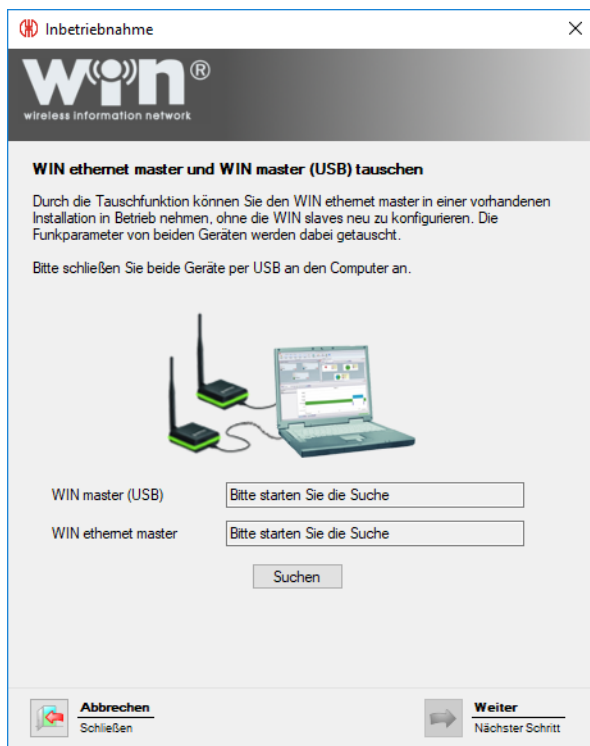 Inbetriebnahme
WIN®
wireless information network
WIN ethernet master und WIN master (USB) tauschen
Durch die Tauschfunktion können Sie den WIN ethernet master in einer vorhandenen
Installation in Betrieb nehmen, ohne die WIN slaves neu zu konfigurieren. Die
Funkparameter von beiden Geräten werden dabei getauscht.
Bitte schließen Sie beide Geräte per USB an den Computer an.
WIN master (USB)
Bitte starten Sie die Suche
WIN ethernet master
Bitte starten Sie die Suche
Suchen
Abbrechen
Schließen
Weiter
Nächster Schritt